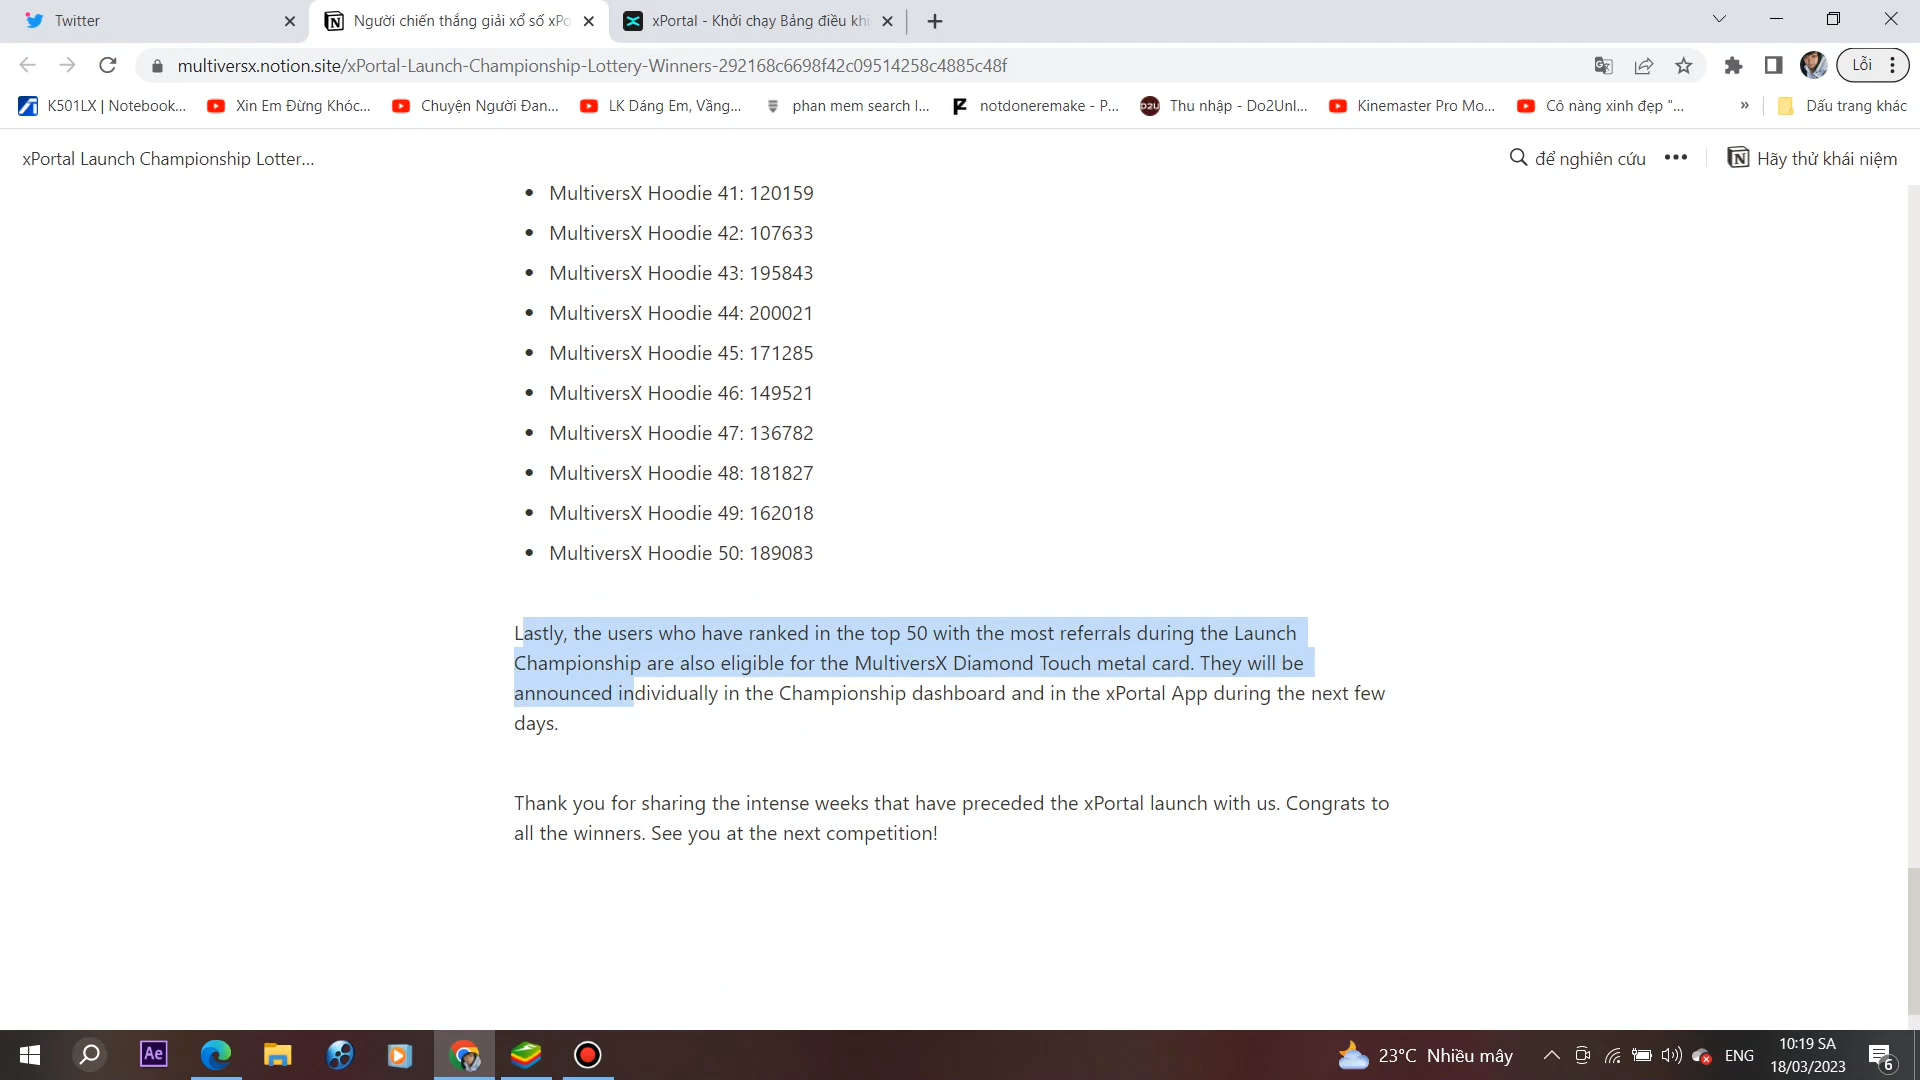 Twitter
Người chiến thắng giải xổ số xPo
xPortal - Khởi chạy Bảng điều khi
multiversx.notion.site/xPortal-Launch-Championship-Lottery-Winners-292168c6698f42c09514258c4885c48f
Lỗi
K501LX | Notebook...
Xin Em Đừng Khóc...
Chuyện Người Đan...
LK Dáng Em, Vầng...
phan mem search l...
notdoneremake - P...
Thu nhập - Do2Unl...
Kinemaster Pro Mo...
Cô nàng xinh đẹp "...
»
Dấu trang khác
xPortal Launch Championship Lotter...
để nghiên cứu
Hãy thử khái niệm
• MultiversX Hoodie 41: 120159
• MultiversX Hoodie 42: 107633
• MultiversX Hoodie 43: 195843
• MultiversX Hoodie 44: 200021
• MultiversX Hoodie 45: 171285
• MultiversX Hoodie 46: 149521
• MultiversX Hoodie 47: 136782
• MultiversX Hoodie 48: 181827
• MultiversX Hoodie 49: 162018
• MultiversX Hoodie 50: 189083
Lastly, the users who have ranked in the top 50 with the most referrals during the Launch
Championship are also eligible for the MultiversX Diamond Touch metal card. They will be
announced individually in the Championship dashboard and in the xPortal App during the next few
days.
Thank you for sharing the intense weeks that have preceded the xPortal launch with us. Congrats to
all the winners. See you at the next competition!
Ae
23°C Nhiều mây
ENG
10:19 SA
18/03/2023
6